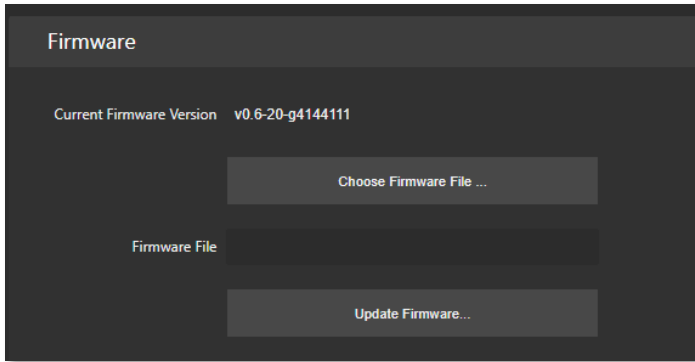 Firmware
Current Firmware Version v0.6-20-g4144111
Choose Firmware File ...
Firmware File
Update Firmware...